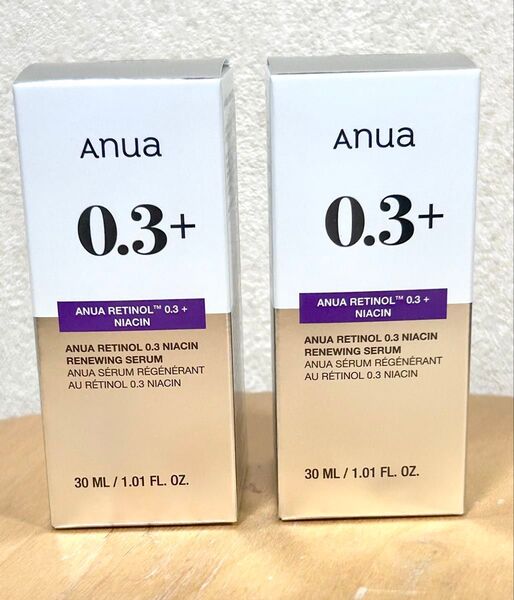 Anua
0.3+
ANUA RETINOL™ 0.3 +
NIACIN
ANUA RETINOL 0.3 NIACIN
RENEWING SERUM
ANUA SÉRUM RÉGÉNÉRANT
AU RÉTINOL 0.3 NIACIN
30 ML / 1.01 FL. OZ.
Anua
0.3+
ANUA RETINOL™ 0.3 +
NIACIN
ANUA RETINOL 0.3 NIACIN
RENEWING SERUM
ANUA SÉRUM RÉGÉNÉRANT
AU RÉTINOL 0.3 NIACIN
30 ML / 1.01 FL. OZ.